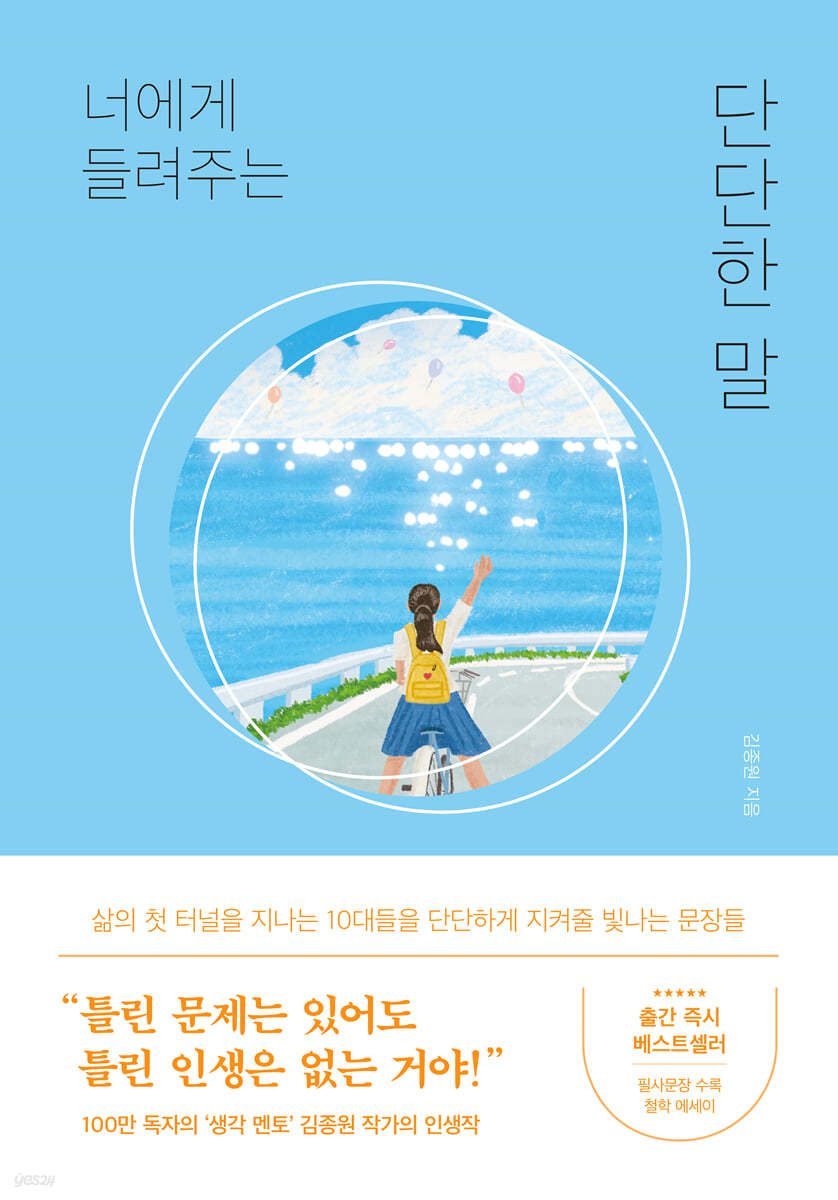 너에게
들려주는
단단한 말
김종원 지음
삶의 첫 터널을 지나는 10대들을 단단하게 지켜줄 빛나는 문장들
“틀린 문제는 있어도
틀린 인생은 없는 거야!”
100만 독자의 ‘생각 멘토’ 김종원 작가의 인생작
★★★★★
출간 즉시
베스트셀러
필사문장 수록
철학 에세이
yes24